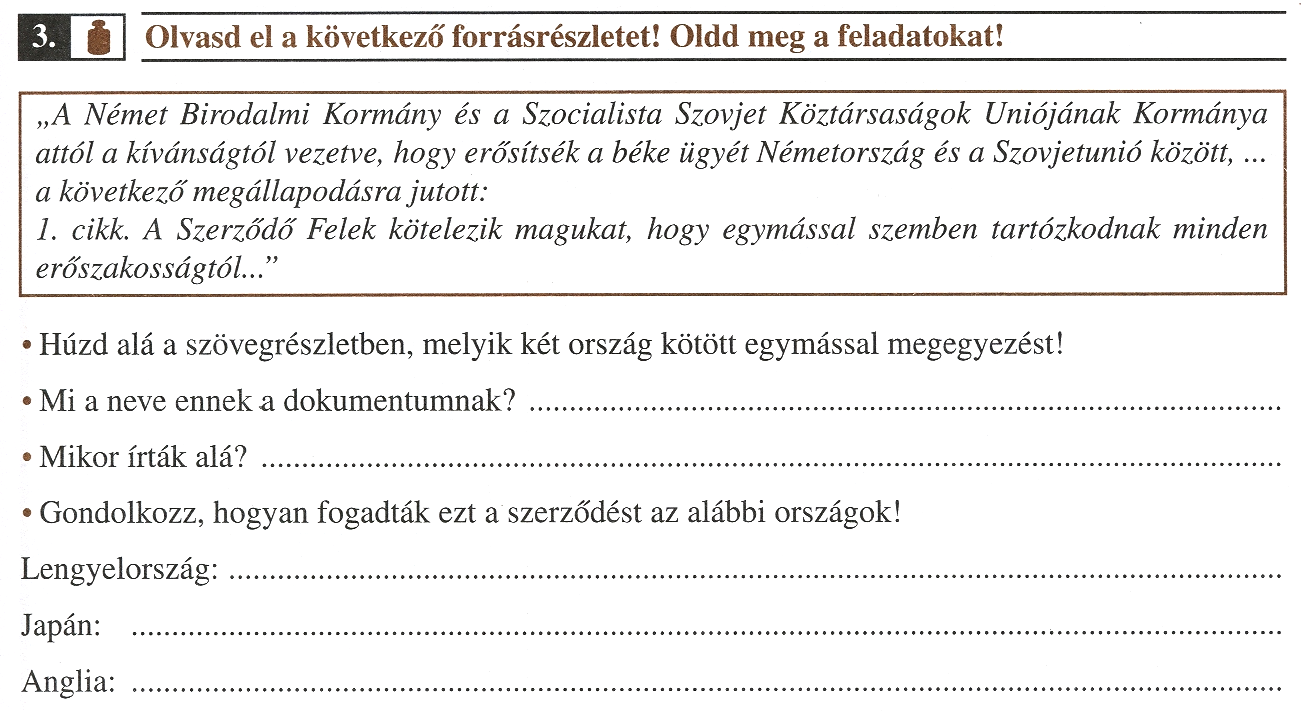 3. Olvasd el a következő forrásrészletet! Oldd meg a feladatokat!
„A Német Birodalmi Kormány és a Szocialista Szovjet Köztársaságok Uniójának Kormánya
attól a kívánságtól vezetve, hogy erősítsék a béke ügyét Németország és a Szovjetunió között, ...
a következő megállapodásra jutott:
1. cikk. A Szerződő Felek kötelezik magukat, hogy egymással szemben tartózkodnak minden
erőszakosságtól...”
• Húzd alá a szövegrészletben, melyik két ország kötött egymással megegyezést!
• Mi a neve ennek a dokumentumnak? ..........................................................................................
• Mikor írták alá? ..........................................................................................
• Gondolkozz, hogyan fogadták ezt a szerződést az alábbi országok!
Lengyelország: ..........................................................................................
Japán: ..........................................................................................
Anglia: ..........................................................................................